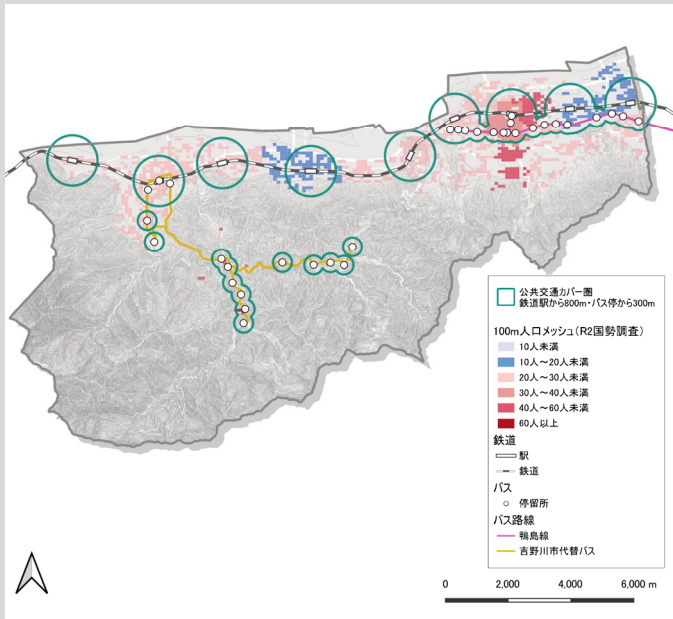 公共交通カバー圏
鉄道駅から800m・バス停から300m
100m人口メッシュ(R2国勢調査)
10人未満
10人～20人未満
20人～30人未満
30人～40人未満
40人～60人未満
60人以上
鉄道
駅
鉄道
バス
停留所
バス路線
鴨島線
吉野川市代替バス
0 2,000 4,000 6,000 m